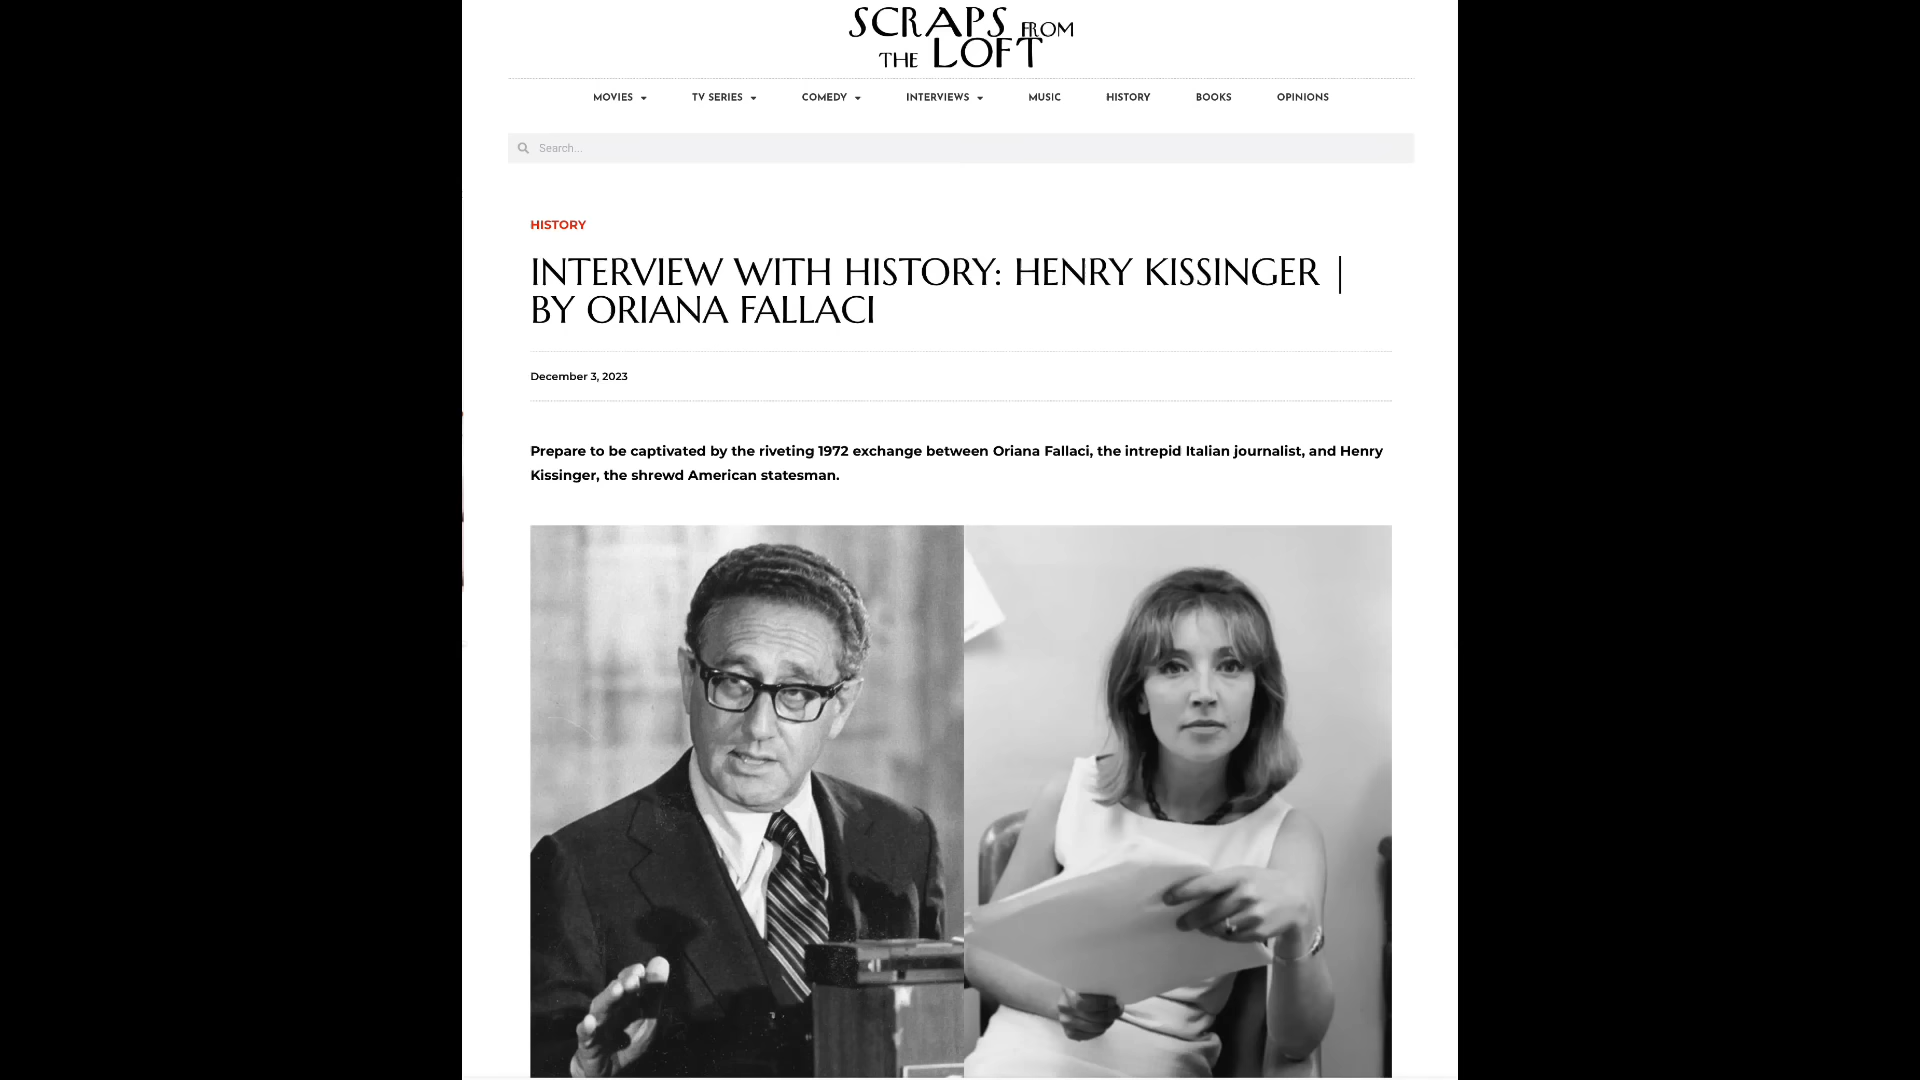 SCRAPS FROM
THE LOFT
MOVIES TV SERIES COMEDY INTERVIEWS MUSIC HISTORY BOOKS OPINIONS
Search...
HISTORY
INTERVIEW WITH HISTORY: HENRY KISSINGER |
BY ORIANA FALLACI
December 3, 2023
Prepare to be captivated by the riveting 1972 exchange between Oriana Fallaci, the intrepid Italian journalist, and Henry
Kissinger, the shrewd American statesman.